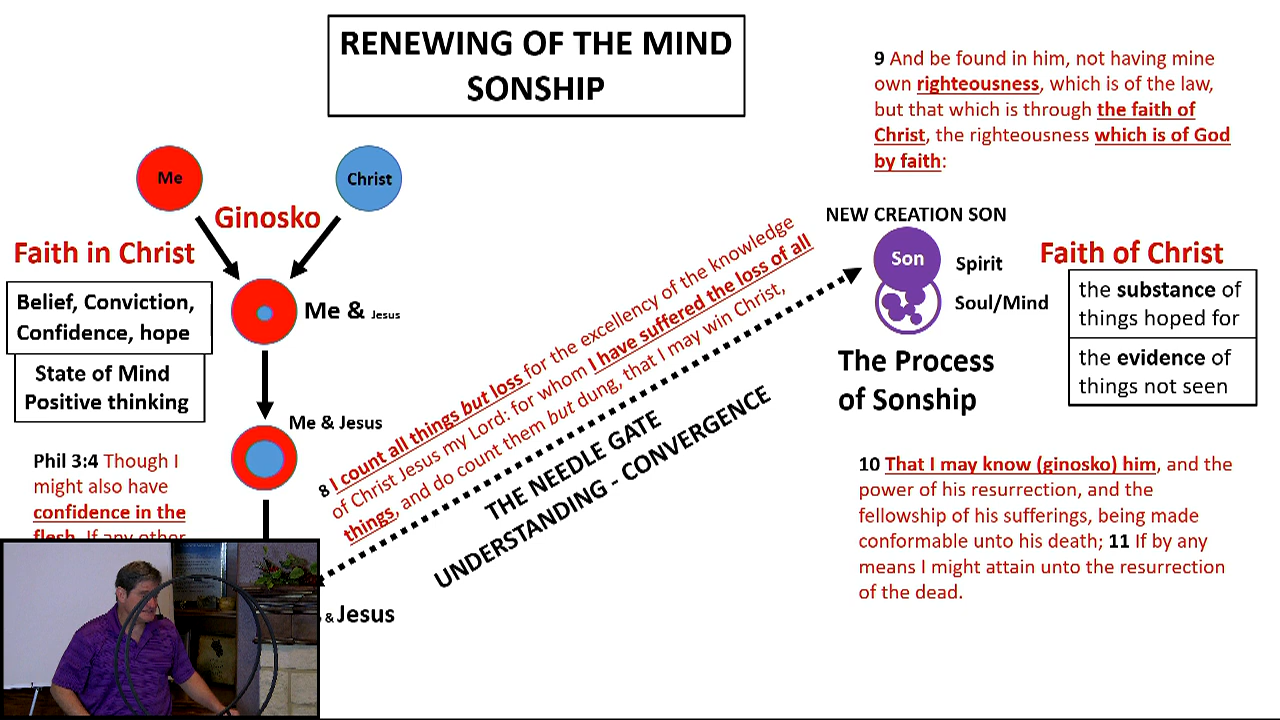 RENEWING OF THE MIND
SONSHIP
Me
Christ
Ginosko
Faith in Christ
Belief, Conviction,
Confidence, hope
State of Mind
Positive thinking
Me & Jesus
Me & Jesus
Phil 3:4 Though I
might also have
confidence in the
flesh. If any other
& Jesus
8 I count all things but loss for the excellency of the knowledge
of Christ Jesus my Lord: for whom I have suffered the loss of all
things, and do count them but dung, that I may win Christ,
THE NEEDLE GATE
UNDERSTANDING - CONVERGENCE
9 And be found in him, not having mine
own righteousness, which is of the law,
but that which is through the faith of
Christ, the righteousness which is of God
by faith:
NEW CREATION SON
Son
Spirit
Soul/Mind
The Process
of Sonship
Faith of Christ
the substance of
things hoped for
the evidence of
things not seen
10 That I may know (ginosko) him, and the
power of his resurrection, and the
fellowship of his sufferings, being made
conformable unto his death; 11 If by any
means I might attain unto the resurrection
of the dead.